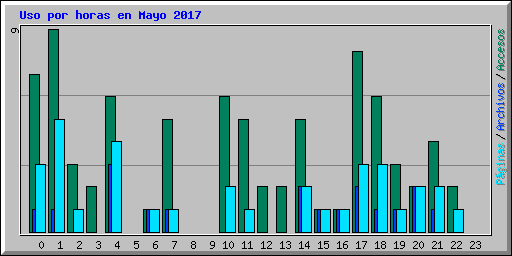 Uso por horas en Mayo 2017
9
Páginas / Archivos / Accesos
0 1 2 3 4 5 6 7 8 9 10 11 12 13 14 15 16 17 18 19 20 21 22 23